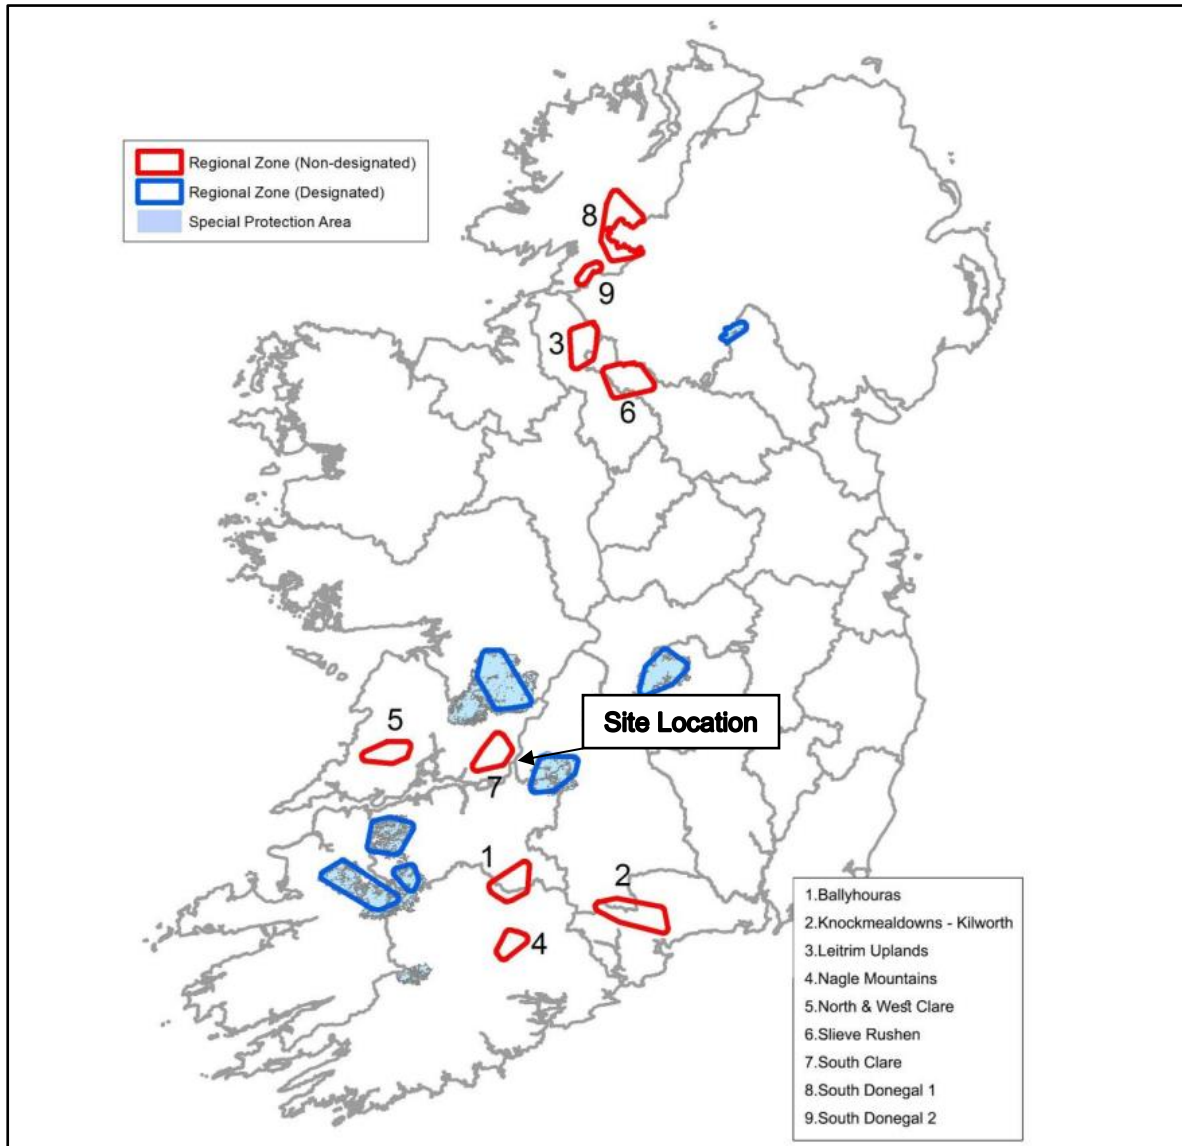 Regional Zone (Non-designated)
Regional Zone (Designated)
Special Protection Area
8
9
3
6
Site Location
5
7
1
2
4
1.Ballyhouras
2.Knockmealdowns - Kilworth
3.Leitrim Uplands
4.Nagle Mountains
5.North & West Clare
6.Slieve Rushen
7.South Clare
8.South Donegal 1
9.South Donegal 2